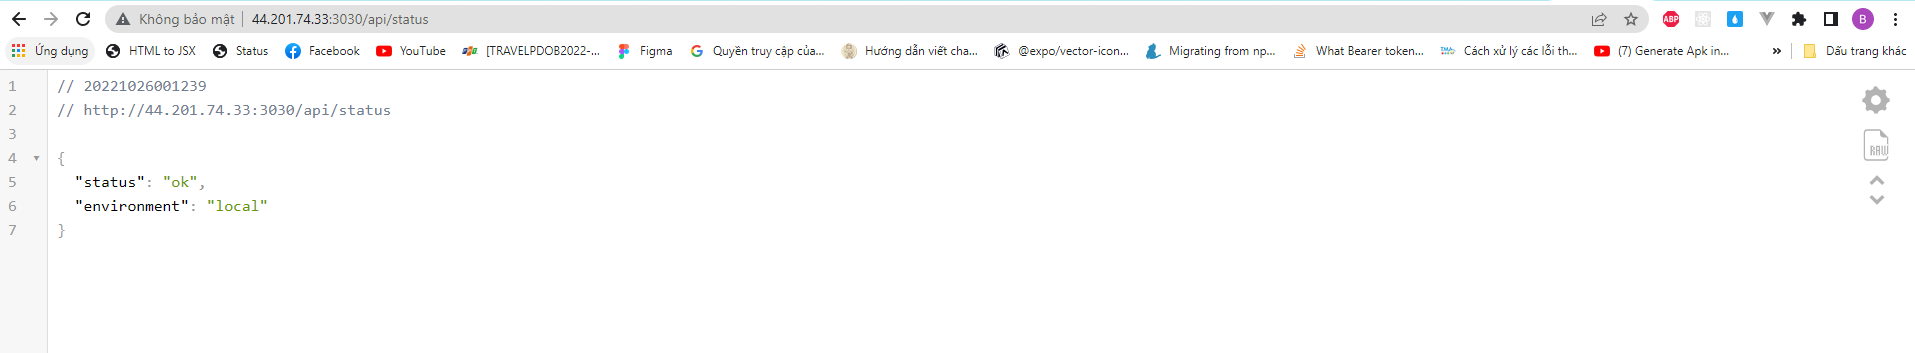 Không bảo mật 44.201.74.33:3030/api/status
ABP
B
Ứng dụng HTML to JSX Status Facebook YouTube [TRAVELPDOB2022-... Figma Quyền truy cập của... Hướng dẫn viết cha... @expo/vector-icon... Migrating from np... What Bearer token... Cách xử lý các lỗi th... (7) Generate Apk in... » Dấu trang khác
1 // 20221026001239
2 // http://44.201.74.33:3030/api/status
3
4 {
5 "status": "ok",
6 "environment": "local"
7 }
RAW